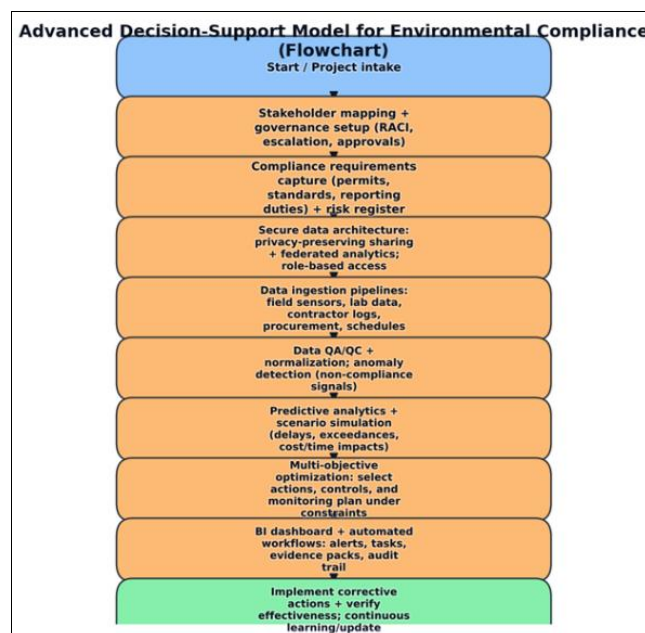 Advanced Decision-Support Model for Environmental Compliance
(Flowchart)
Start / Project intake
Stakeholder mapping +
governance setup (RACI,
escalation, approvals)
Compliance requirements
capture (permits,
standards, reporting
duties) + risk register
Secure data architecture:
privacy-preserving sharing
+ federated analytics;
role-based access
Data ingestion pipelines:
field sensors, lab data,
contractor logs,
procurement, schedules
Data QA/QC +
normalization; anomaly
detection (non-compliance
signals)
Predictive analytics +
scenario simulation
(delays, exceedances,
cost/time impacts)
Multi-objective
optimization: select
actions, controls, and
monitoring plan under
constraints
BI dashboard + automated
workflows: alerts, tasks,
evidence packs, audit
trail
Implement corrective
actions + verify
effectiveness; continuous
learning/update